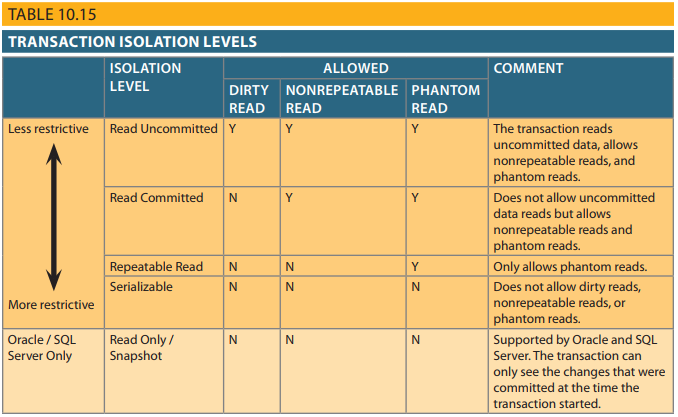 TABLE 10.15
TRANSACTION ISOLATION LEVELS
ISOLATION
LEVEL
ALLOWED
COMMENT
DIRTY
READ
NONREPEATABLE
READ
PHANTOM
READ
Less restrictive
Read Uncommitted
Y
Y
Y
The transaction reads
uncommitted data, allows
nonrepeatable reads, and
phantom reads.
Read Committed
N
Y
Y
Does not allow uncommitted
data reads but allows
nonrepeatable reads and
phantom reads.
Repeatable Read
N
N
Y
Only allows phantom reads.
More restrictive
Serializable
N
N
N
Does not allow dirty reads,
nonrepeatable reads, or
phantom reads.
Oracle / SQL
Server Only
Read Only /
Snapshot
N
N
N
Supported by Oracle and SQL
Server. The transaction can
only see the changes that were
committed at the time the
transaction started.